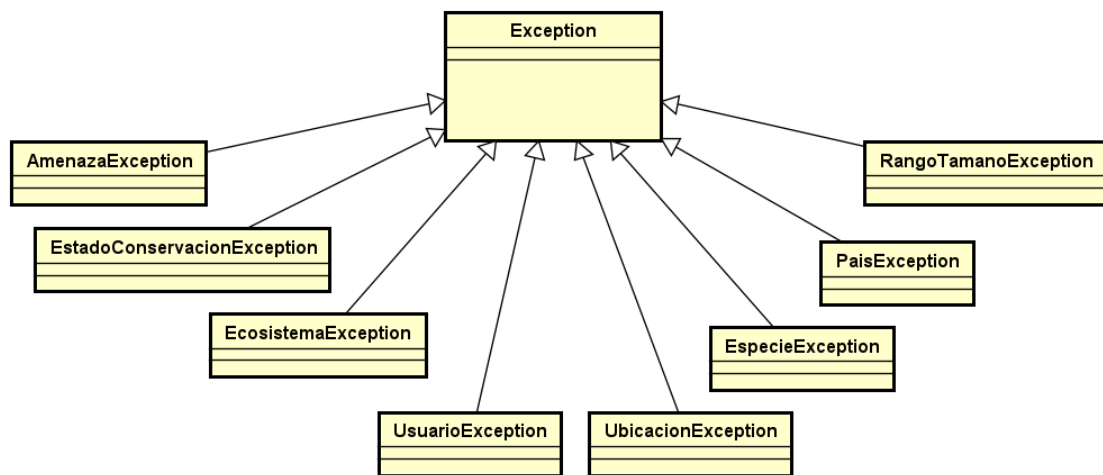 Exception
AmenazaException
RangoTamanoException
EstadoConservacionException
PaisException
EcosistemaException
EspecieException
UsuarioException
UbicacionException